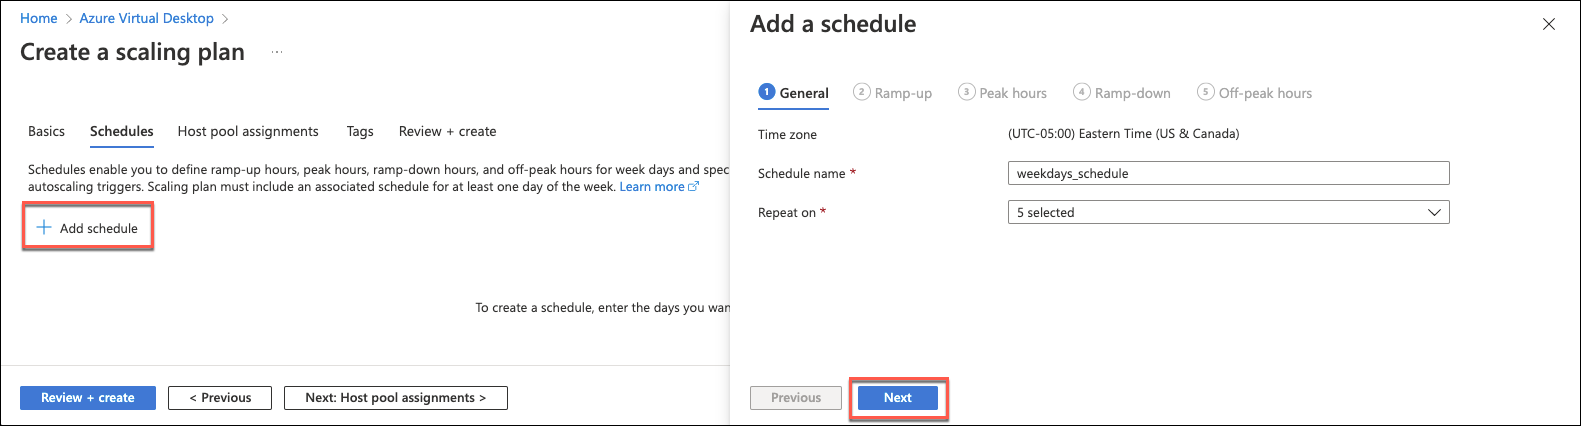 Home > Azure Virtual Desktop >
Create a scaling plan ...
Basics Schedules Host pool assignments Tags Review + create
Schedules enable you to define ramp-up hours, peak hours, ramp-down hours, and off-peak hours for week days and spec
autoscaling triggers. Scaling plan must include an associated schedule for at least one day of the week. Learn more
+ Add schedule
To create a schedule, enter the days you wan
Review + create < Previous Next: Host pool assignments >
Add a schedule
1 General 2 Ramp-up 3 Peak hours 4 Ramp-down 5 Off-peak hours
Time zone (UTC-05:00) Eastern Time (US & Canada)
Schedule name * weekdays_schedule
Repeat on * 5 selected
Previous Next